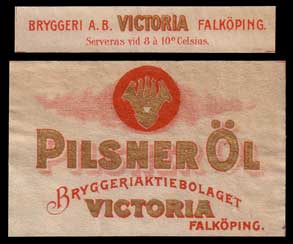 BRYGGERI A.B. VICTORIA FALKÖPING.
Serveras vid 8 à 10° Celsius.
PILSNER ÖL
BRYGGERIAKTIEBOLAGET
VICTORIA
FALKÖPING.